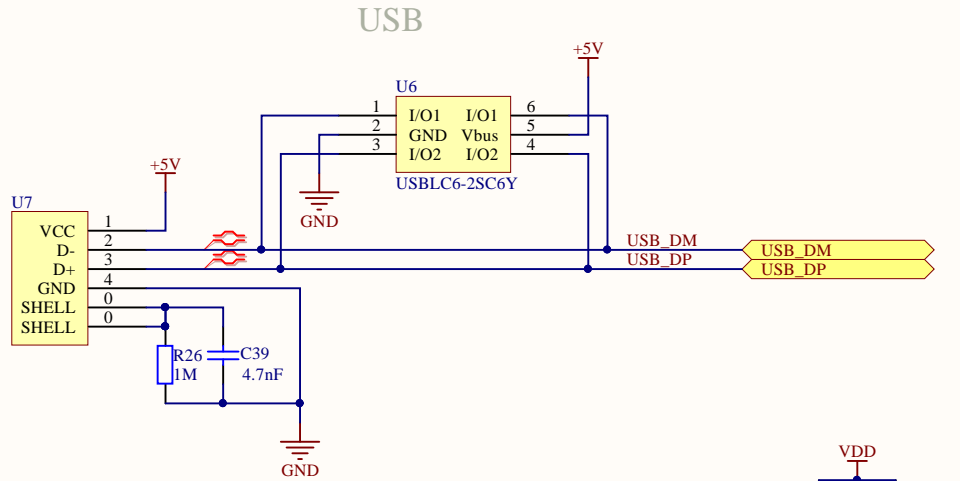 USB
+5V
U6
1 I/O1 I/O1 6
2 GND Vbus 5
3 I/O2 I/O2 4
USBLC6-2SC6Y
GND
+5V
U7
VCC 1
D- 2
D+ 3
GND 4
SHELL 0
SHELL 0
USB_DM USB_DM
USB_DP USB_DP
R26 C39
1M 4.7nF
GND
VDD